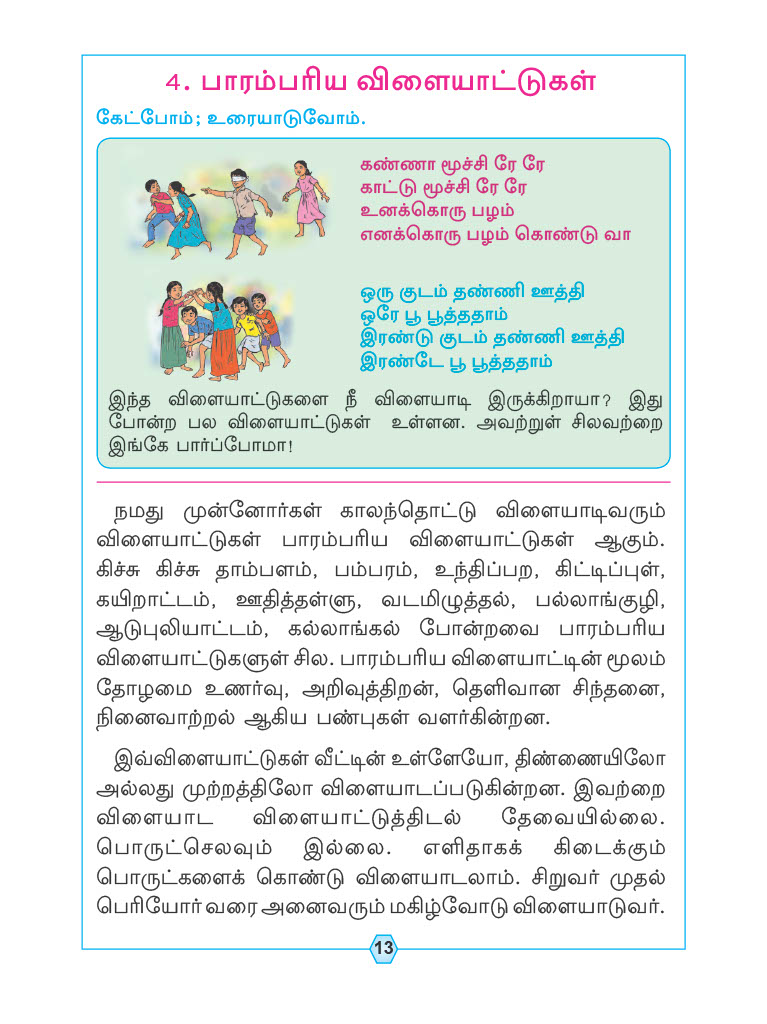 4. பாரம்பரிய விளையாட்டுகள்
கேட்போம்; உரையாடுவோம்.
கண்ணா மூச்சி ரே ரே
காட்டு மூச்சி ரே ரே
உனக்கொரு பழம்
எனக்கொரு பழம் கொண்டு வா
ஒரு குடம் தண்ணி ஊத்தி
ஒரே பூ பூத்ததாம்
இரண்டு குடம் தண்ணி ஊத்தி
இரண்டே பூ பூத்ததாம்
இந்த விளையாட்டுகளை நீ விளையாடி இருக்கிறாயா? இது
போன்ற பல விளையாட்டுகள் உள்ளன. அவற்றுள் சிலவற்றை
இங்கே பார்ப்போமா!
நமது முன்னோர்கள் காலந்தொட்டு விளையாடிவரும்
விளையாட்டுகள் பாரம்பரிய விளையாட்டுகள் ஆகும்.
கிச்சு கிச்சு தாம்பளம், பம்பரம், உந்திப்பற, கிட்டிப்புள்,
கயிறாட்டம், ஊதித்தள்ளு, வடமிழுத்தல், பல்லாங்குழி,
ஆடுபுலியாட்டம், கல்லாங்கல் போன்றவை பாரம்பரிய
விளையாட்டுகளுள் சில. பாரம்பரிய விளையாட்டின் மூலம்
தோழமை உணர்வு, அறிவுத்திறன், தெளிவான சிந்தனை,
நினைவாற்றல் ஆகிய பண்புகள் வளர்கின்றன.
இவ்விளையாட்டுகள் வீட்டின் உள்ளேயோ, திண்ணையிலோ
அல்லது முற்றத்திலோ விளையாடப்படுகின்றன. இவற்றை
விளையாட விளையாட்டுத்திடல் தேவையில்லை.
பொருட்செலவும் இல்லை. எளிதாகக் கிடைக்கும்
பொருட்களைக் கொண்டு விளையாடலாம். சிறுவர் முதல்
பெரியோர் வரை அனைவரும் மகிழ்வோடு விளையாடுவர்.
13